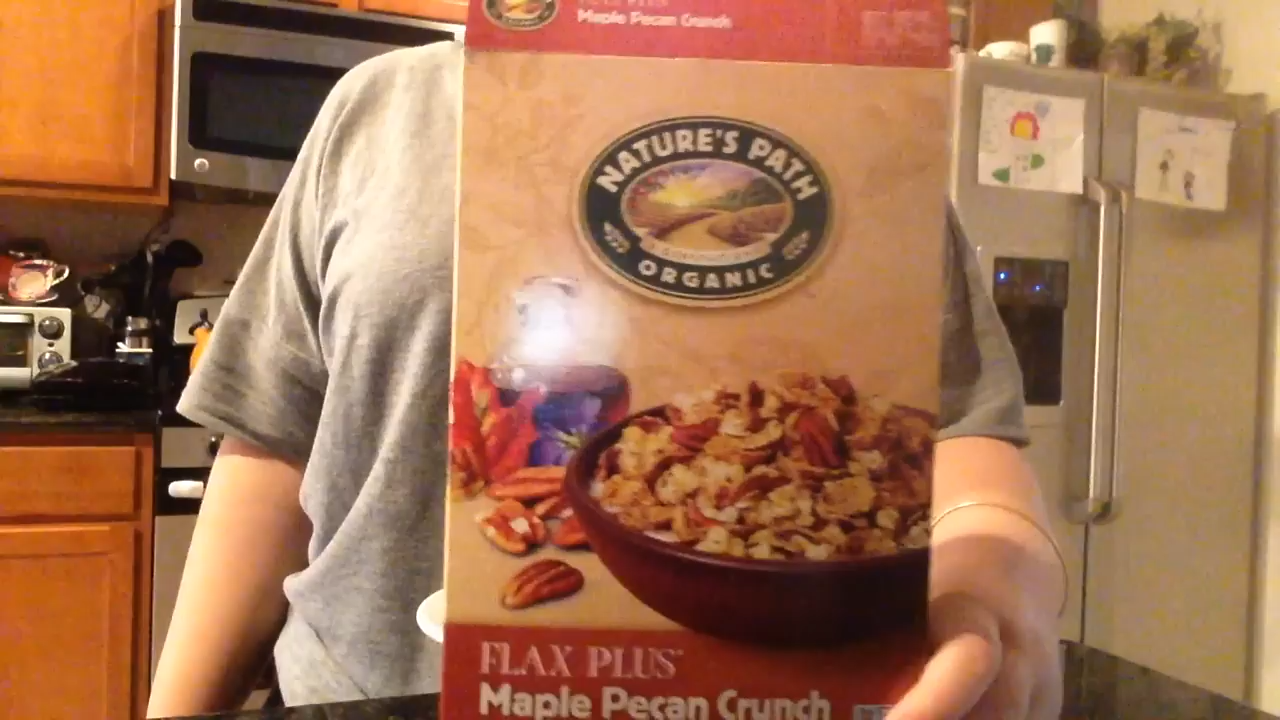 Maple Pecan Crunch
NATURE'S PATH
ORGANIC
FLAX PLUS
Maple Pecan Crunch